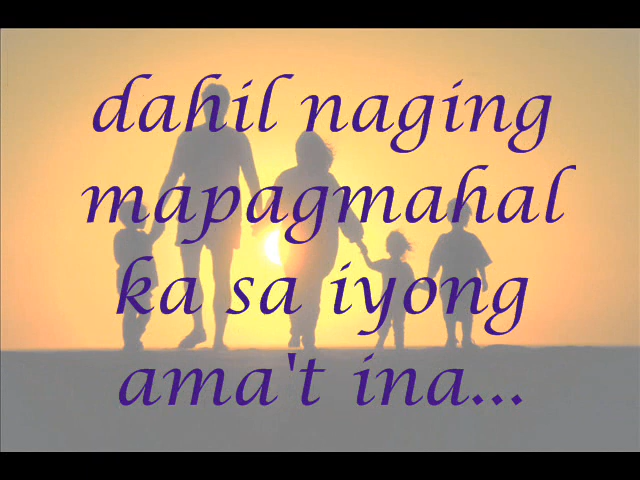 dahil naging
mapagmahal
ka sa iyong
ama't ina...